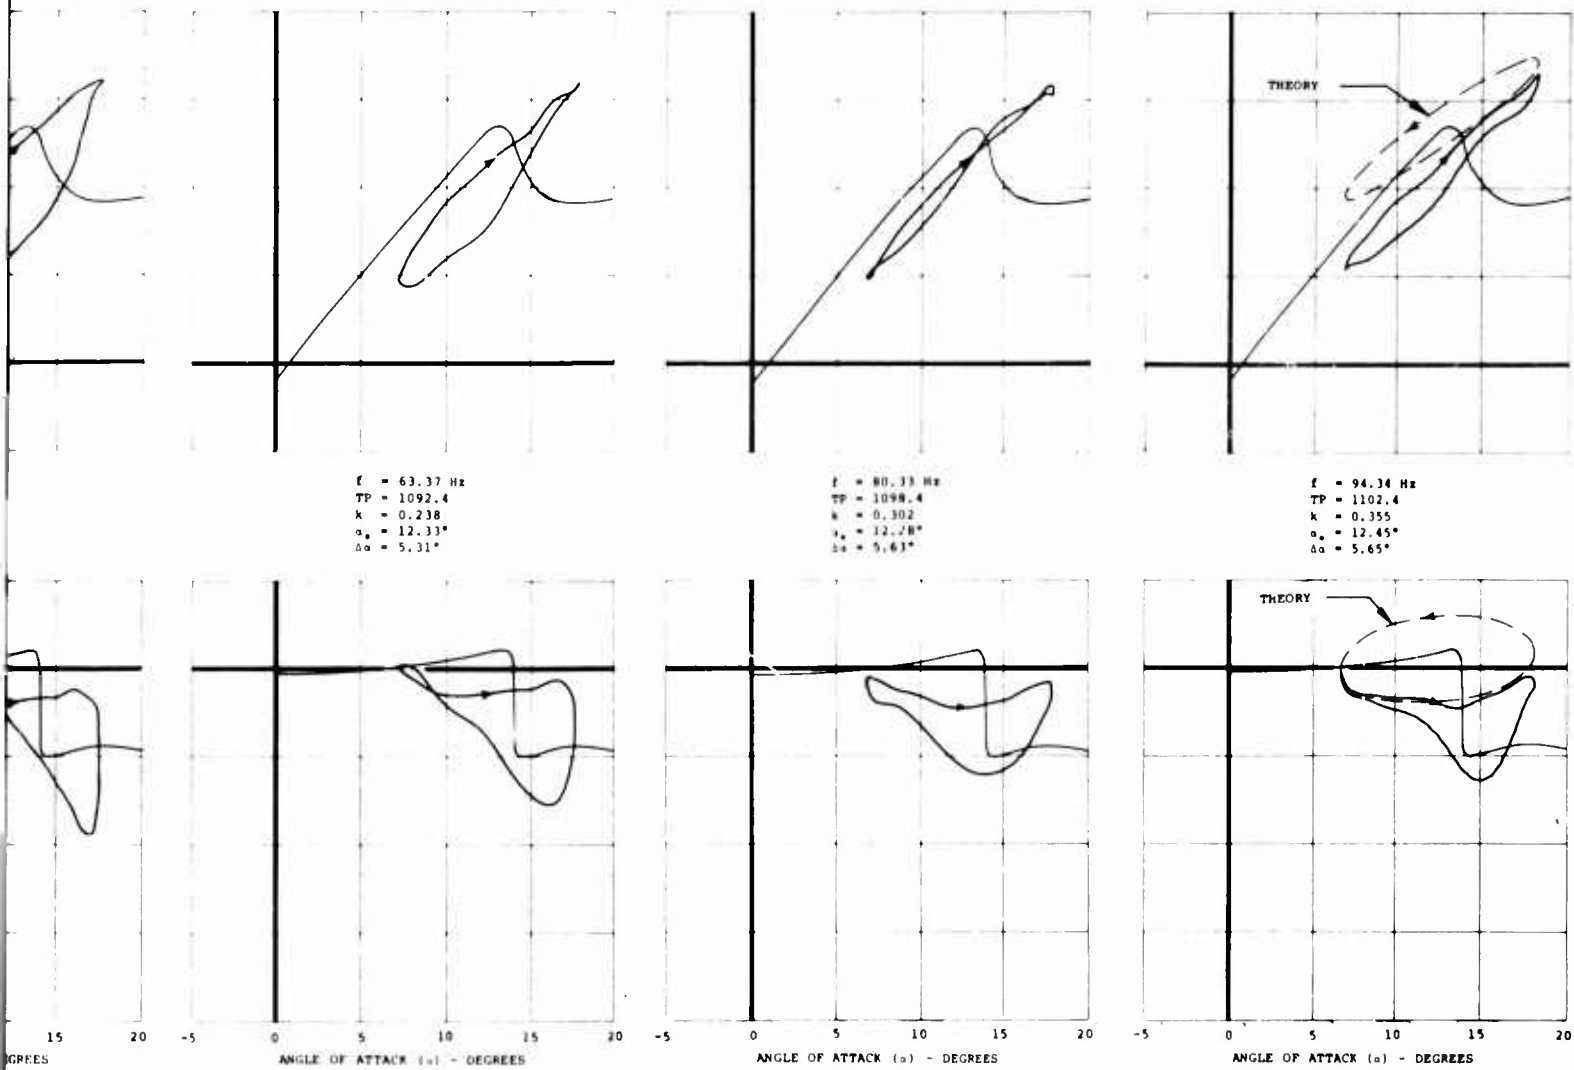 THEORY
f = 63.37 Hz
TP = 1092.4
k = 0.238
α₀ = 12.33°
Δα = 5.31°
f = 80.33 Hz
TP = 1098.4
k = 0.302
α₀ = 12.28°
Δα = 5.63°
f = 94.34 Hz
TP = 1102.4
k = 0.355
α₀ = 12.45°
Δα = 5.65°
THEORY
15 20
-5 0 5 10 15 20
-5 0 5 10 15 20
-5 0 5 10 15 20
GREES
ANGLE OF ATTACK (α) - DEGREES
ANGLE OF ATTACK (α) - DEGREES
ANGLE OF ATTACK (α) - DEGREES